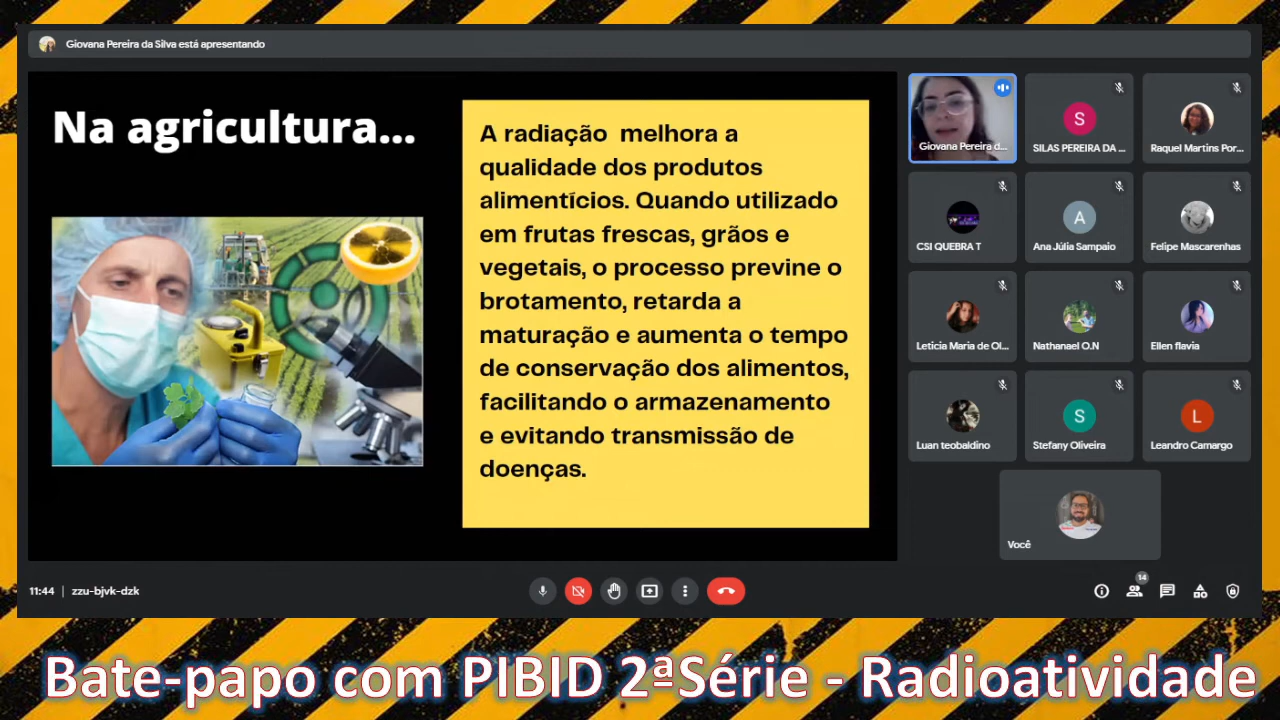 Giovana Pereira da Silva está apresentando
Na agricultura...
A radiação melhora a
qualidade dos produtos
alimentícios. Quando utilizado
em frutas frescas, grãos e
vegetais, o processo previne o
brotamento, retarda a
maturação e aumenta o tempo
de conservação dos alimentos,
facilitando o armazenamento
e evitando transmissão de
doenças.
Giovana Pereira d...
S
SILAS PEREIRA DA ...
Raquel Martins Por...
CSI QUEBRA T
A
Ana Júlia Sampaio
Felipe Mascarenhas
Leticia Maria de Ol...
Nathanael O.N
Ellen flavia
Luan teobaldino
S
Stefany Oliveira
L
Leandro Camargo
Você
11:44 | zzu-bjvk-dzk
14
Bate-papo com PIBID 2ªSérie - Radioatividade